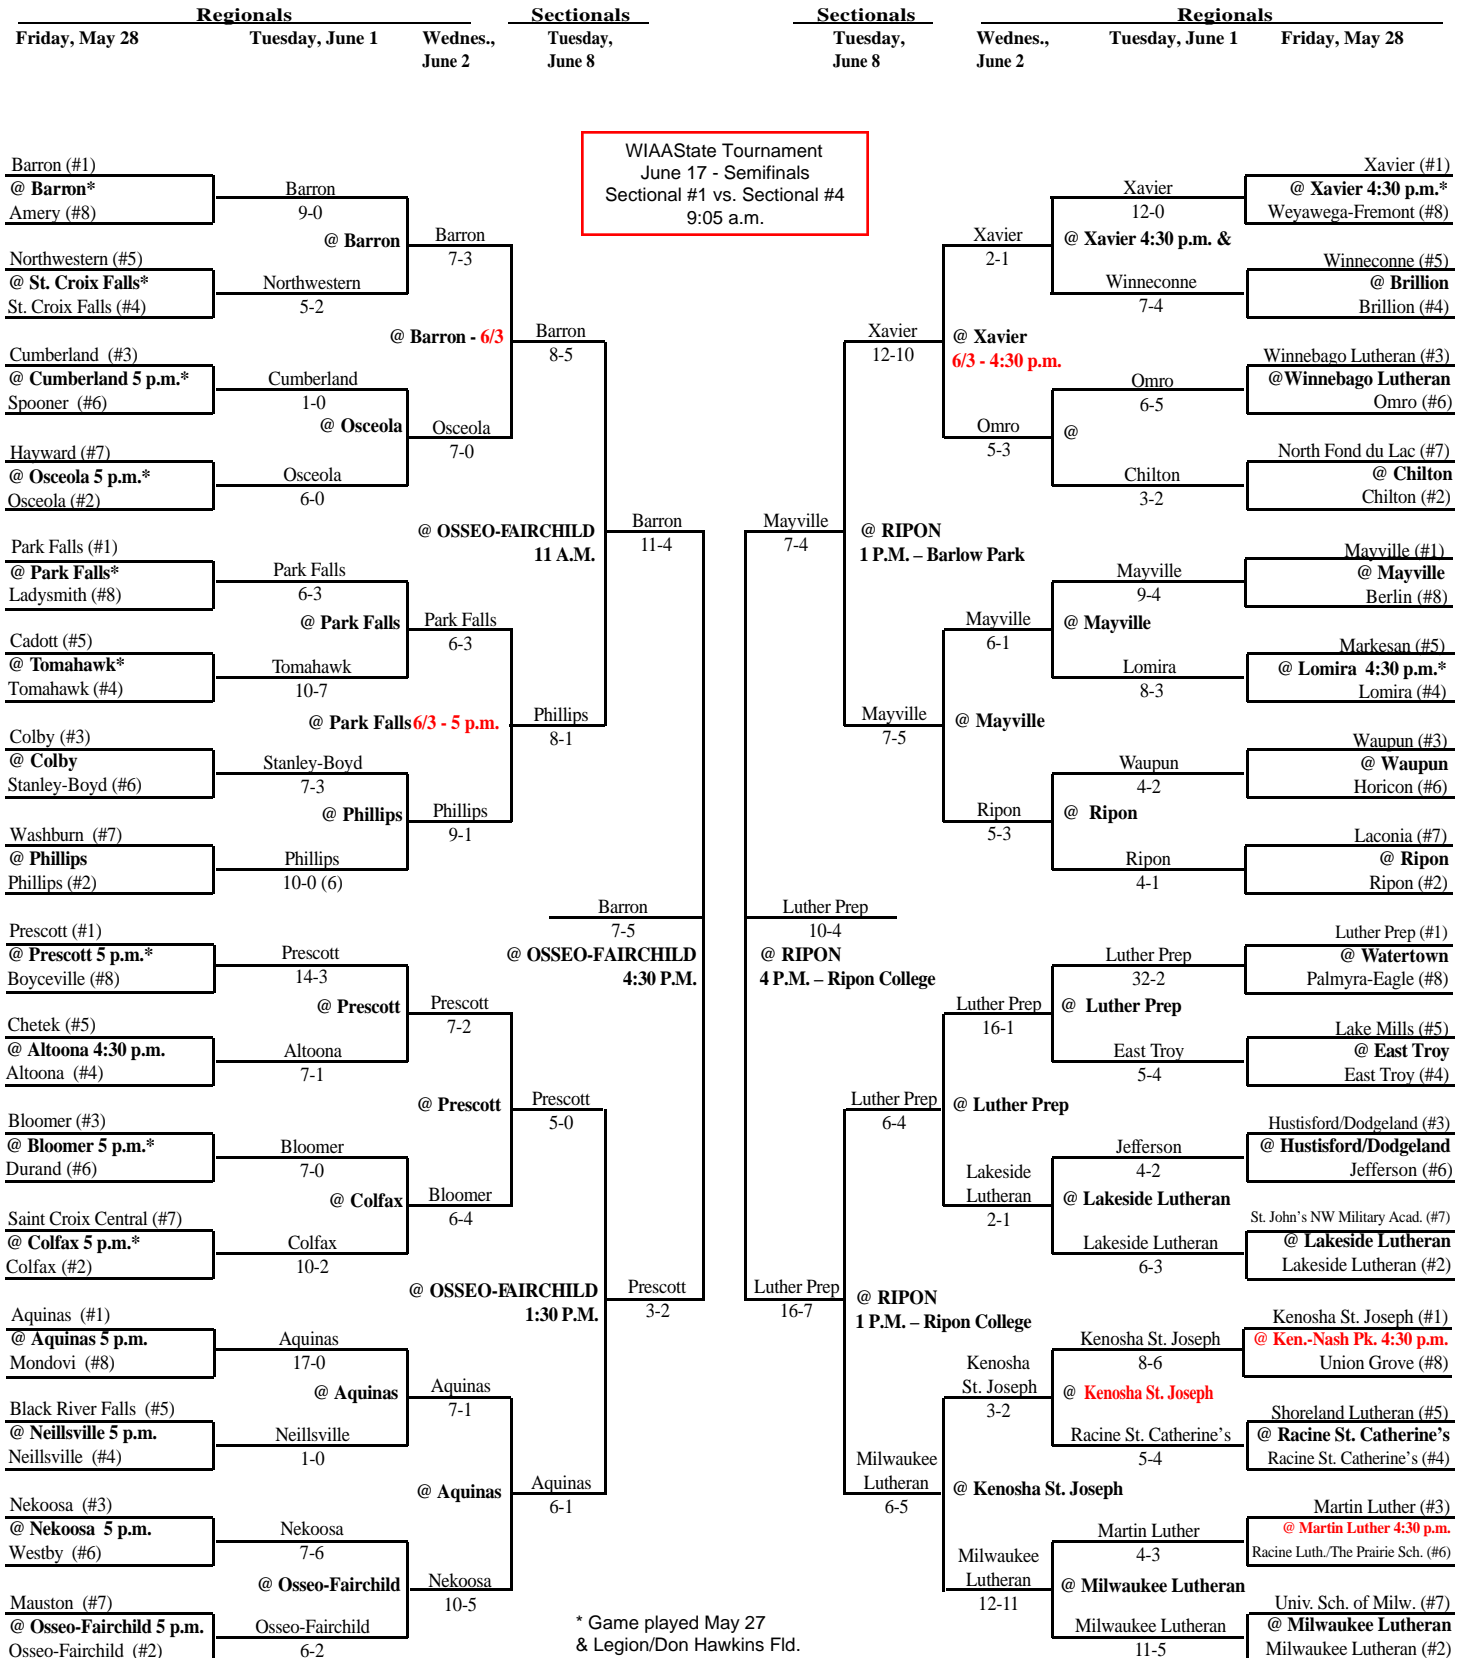 Regionals
Sectionals
Sectionals
Regionals
Friday, May 28
Tuesday, June 1
Wednes.,
June 2
Tuesday,
June 8
Tuesday,
June 8
Wednes.,
June 2
Tuesday, June 1
Friday, May 28
WIAAState Tournament
June 17 - Semifinals
Sectional #1 vs. Sectional #4
9:05 a.m.
Barron (#1)
@ Barron*
Amery (#8)
Northwestern (#5)
@ St. Croix Falls*
St. Croix Falls (#4)
Cumberland (#3)
@ Cumberland 5 p.m.*
Spooner (#6)
Hayward (#7)
@ Osceola 5 p.m.*
Osceola (#2)
Park Falls (#1)
@ Park Falls*
Ladysmith (#8)
Cadott (#5)
@ Tomahawk*
Tomahawk (#4)
Colby (#3)
@ Colby
Stanley-Boyd (#6)
Washburn (#7)
@ Phillips
Phillips (#2)
Prescott (#1)
@ Prescott 5 p.m.*
Boyceville (#8)
Chetek (#5)
@ Altoona 4:30 p.m.
Altoona (#4)
Bloomer (#3)
@ Bloomer 5 p.m.*
Durand (#6)
Saint Croix Central (#7)
@ Colfax 5 p.m.*
Colfax (#2)
Aquinas (#1)
@ Aquinas 5 p.m.
Mondovi (#8)
Black River Falls (#5)
@ Neillsville 5 p.m.
Neillsville (#4)
Nekoosa (#3)
@ Nekoosa 5 p.m.
Westby (#6)
Mauston (#7)
@ Osseo-Fairchild 5 p.m.
Osseo-Fairchild (#2)
Barron
9-0
@ Barron
Northwestern
5-2
Cumberland
1-0
@ Osceola
Osceola
6-0
Park Falls
6-3
@ Park Falls
Tomahawk
10-7
Stanley-Boyd
7-3
@ Phillips
Phillips
10-0 (6)
Prescott
14-3
@ Prescott
Altoona
7-1
Bloomer
7-0
@ Colfax
Colfax
10-2
Aquinas
17-0
@ Aquinas
Neillsville
1-0
Nekoosa
7-6
@ Osseo-Fairchild
Osseo-Fairchild
6-2
Barron
7-3
@ Barron - 6/3
Osceola
7-0
Park Falls
6-3
@ Park Falls 6/3 - 5 p.m.
Phillips
9-1
Prescott
7-2
@ Prescott
Bloomer
6-4
Aquinas
7-1
@ Aquinas
Nekoosa
10-5
Barron
8-5
@ OSSEO-FAIRCHILD
11 A.M.
Phillips
8-1
Prescott
5-0
@ OSSEO-FAIRCHILD
1:30 P.M.
Aquinas
6-1
Barron
11-4
Barron
7-5
@ OSSEO-FAIRCHILD
4:30 P.M.
Prescott
3-2
* Game played May 27
& Legion/Don Hawkins Fld.
Mayville
7-4
Luther Prep
10-4
@ RIPON
4 P.M. – Ripon College
Luther Prep
16-7
Xavier
12-10
@ RIPON
1 P.M. – Barlow Park
Mayville
7-5
Luther Prep
6-4
@ RIPON
1 P.M. – Ripon College
Milwaukee
Lutheran
6-5
Xavier
2-1
@ Xavier
6/3 - 4:30 p.m.
Omro
5-3
Mayville
6-1
@ Mayville
Ripon
5-3
Luther Prep
16-1
@ Luther Prep
Lakeside
Lutheran
2-1
Kenosha
St. Joseph
3-2
@ Kenosha St. Joseph
Milwaukee
Lutheran
12-11
Xavier
12-0
@ Xavier 4:30 p.m. &
Winneconne
7-4
Omro
6-5
@
Chilton
3-2
Mayville
9-4
@ Mayville
Lomira
8-3
Waupun
4-2
@ Ripon
Ripon
4-1
Luther Prep
32-2
@ Luther Prep
East Troy
5-4
Jefferson
4-2
@ Lakeside Lutheran
Lakeside Lutheran
6-3
Kenosha St. Joseph
8-6
@ Kenosha St. Joseph
Racine St. Catherine's
5-4
Martin Luther
4-3
@ Milwaukee Lutheran
Milwaukee Lutheran
11-5
Xavier (#1)
@ Xavier 4:30 p.m.*
Weyawega-Fremont (#8)
Winneconne (#5)
@ Brillion
Brillion (#4)
Winnebago Lutheran (#3)
@Winnebago Lutheran
Omro (#6)
North Fond du Lac (#7)
@ Chilton
Chilton (#2)
Mayville (#1)
@ Mayville
Berlin (#8)
Markesan (#5)
@ Lomira 4:30 p.m.*
Lomira (#4)
Waupun (#3)
@ Waupun
Horicon (#6)
Laconia (#7)
@ Ripon
Ripon (#2)
Luther Prep (#1)
@ Watertown
Palmyra-Eagle (#8)
Lake Mills (#5)
@ East Troy
East Troy (#4)
Hustisford/Dodgeland (#3)
@ Hustisford/Dodgeland
Jefferson (#6)
St. John's NW Military Acad. (#7)
@ Lakeside Lutheran
Lakeside Lutheran (#2)
Kenosha St. Joseph (#1)
@ Ken.-Nash Pk. 4:30 p.m.
Union Grove (#8)
Shoreland Lutheran (#5)
@ Racine St. Catherine's
Racine St. Catherine's (#4)
Martin Luther (#3)
@ Martin Luther 4:30 p.m.
Racine Luth./The Prairie Sch. (#6)
Univ. Sch. of Milw. (#7)
@ Milwaukee Lutheran
Milwaukee Lutheran (#2)